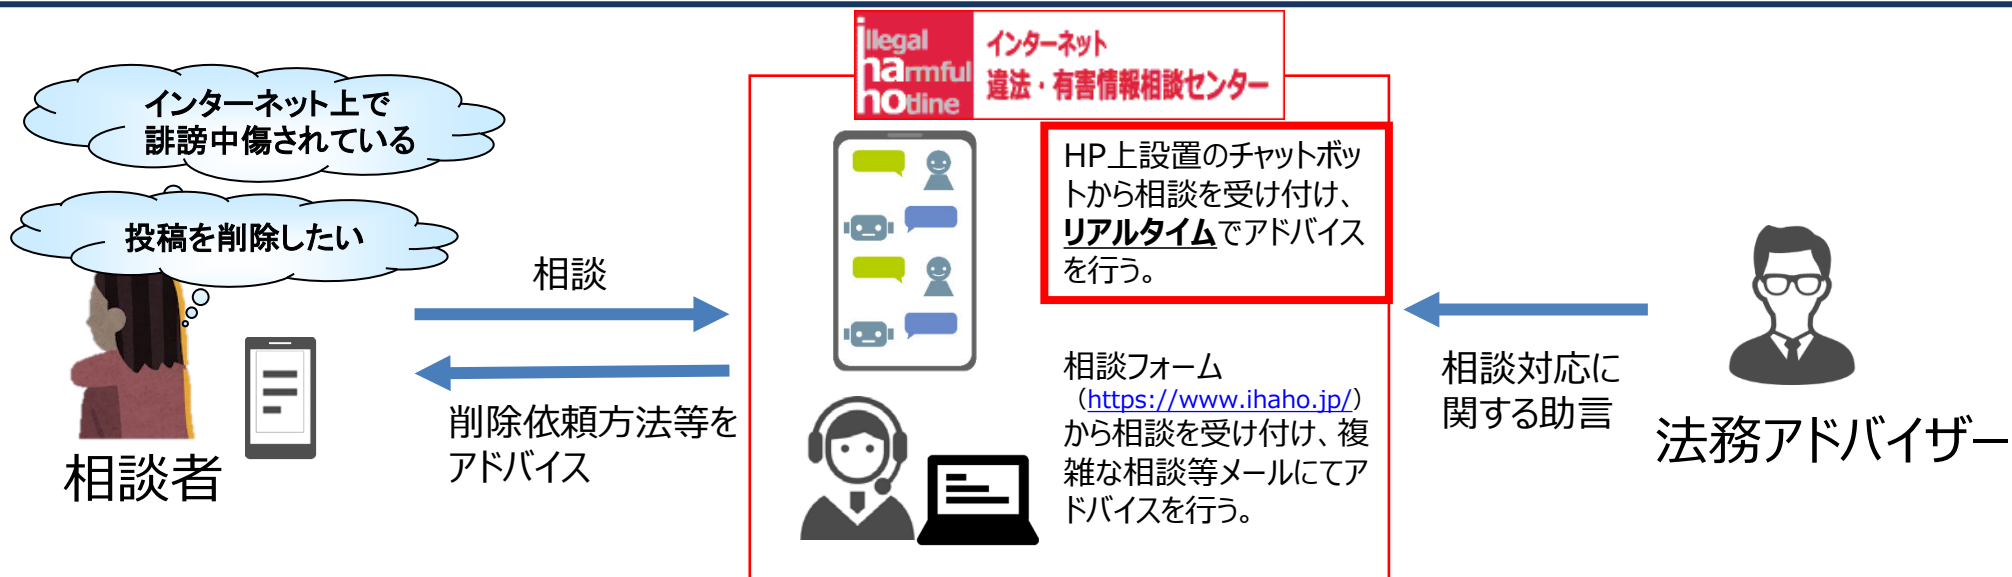 illegal
harmful
hotline
インターネット
違法・有害情報相談センター
インターネット上で
誹謗中傷されている
投稿を削除したい
相談者
相談
削除依頼方法等を
アドバイス
HP上設置のチャットボッ
トから相談を受け付け、
リアルタイムでアドバイス
を行う。
相談フォーム
（https://www.ihaho.jp/）
から相談を受け付け、複
雑な相談等メールにてア
ドバイスを行う。
相談対応に
関する助言
法務アドバイザー